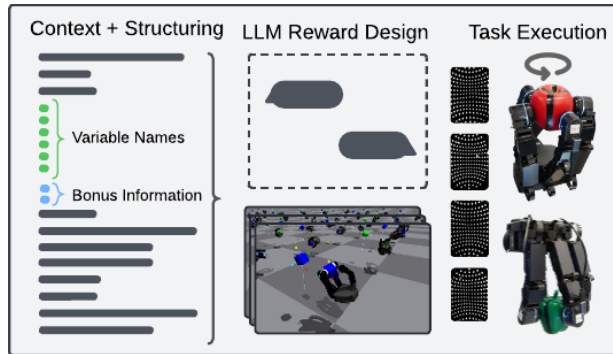 Context + Structuring
LLM Reward Design
Task Execution
Variable Names
Bonus Information